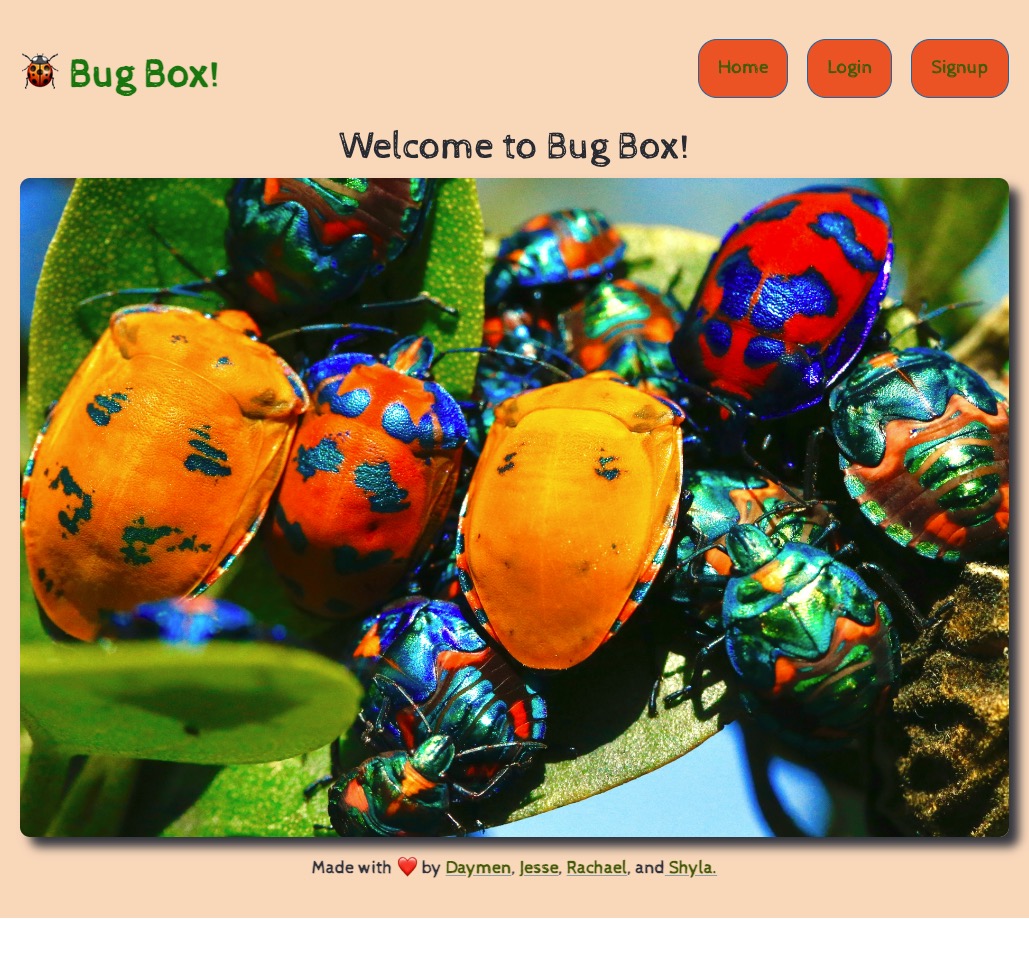 🐞 Bug Box!
Home Login Signup
Welcome to Bug Box!
Made with ❤️ by Daymen, Jesse, Rachael, and Shyla.